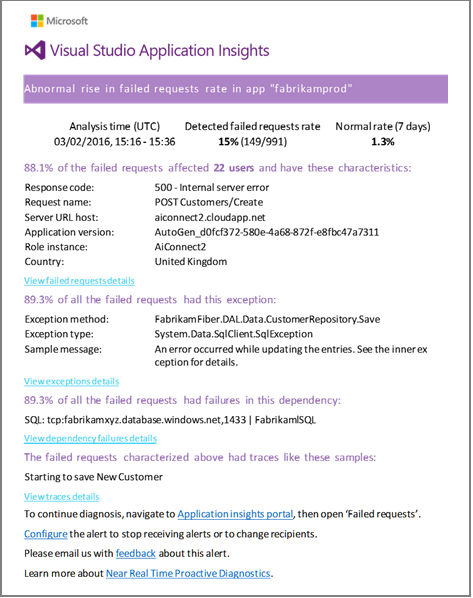 Microsoft
Visual Studio Application Insights
Abnormal rise in failed requests rate in app "fabrikamprod"
Analysis time (UTC) Detected failed requests rate Normal rate (7 days)
03/02/2016, 15:16 - 15:36 15% (149/991) 1.3%
88.1% of the failed requests affected 22 users and have these characteristics:
Response code: 500 - Internal server error
Request name: POST Customers/Create
Server URL host: aiconnect2.cloudapp.net
Application version: AutoGen_d0fcf372-580e-4a68-872f-e8fbc47a7311
Role instance: AiConnect2
Country: United Kingdom
View failed requests details
89.3% of all the failed requests had this exception:
Exception method: FabrikamFiber.DAL.Data.CustomerRepository.Save
Exception type: System.Data.SqlClient.SqlException
Sample message: An error occurred while updating the entries. See the inner ex
ception for details.
View exceptions details
89.3% of all the failed requests had failures in this dependency:
SQL: tcp:fabrikamxyz.database.windows.net,1433 | FabrikamlSQL
View dependency failures details
The failed requests characterized above had traces like these samples:
Starting to save New Customer
View traces details
To continue diagnosis, navigate to Application insights portal, then open ‘Failed requests’.
Configure the alert to stop receiving alerts or to change recipients.
Please email us with feedback about this alert.
Learn more about Near Real Time Proactive Diagnostics.